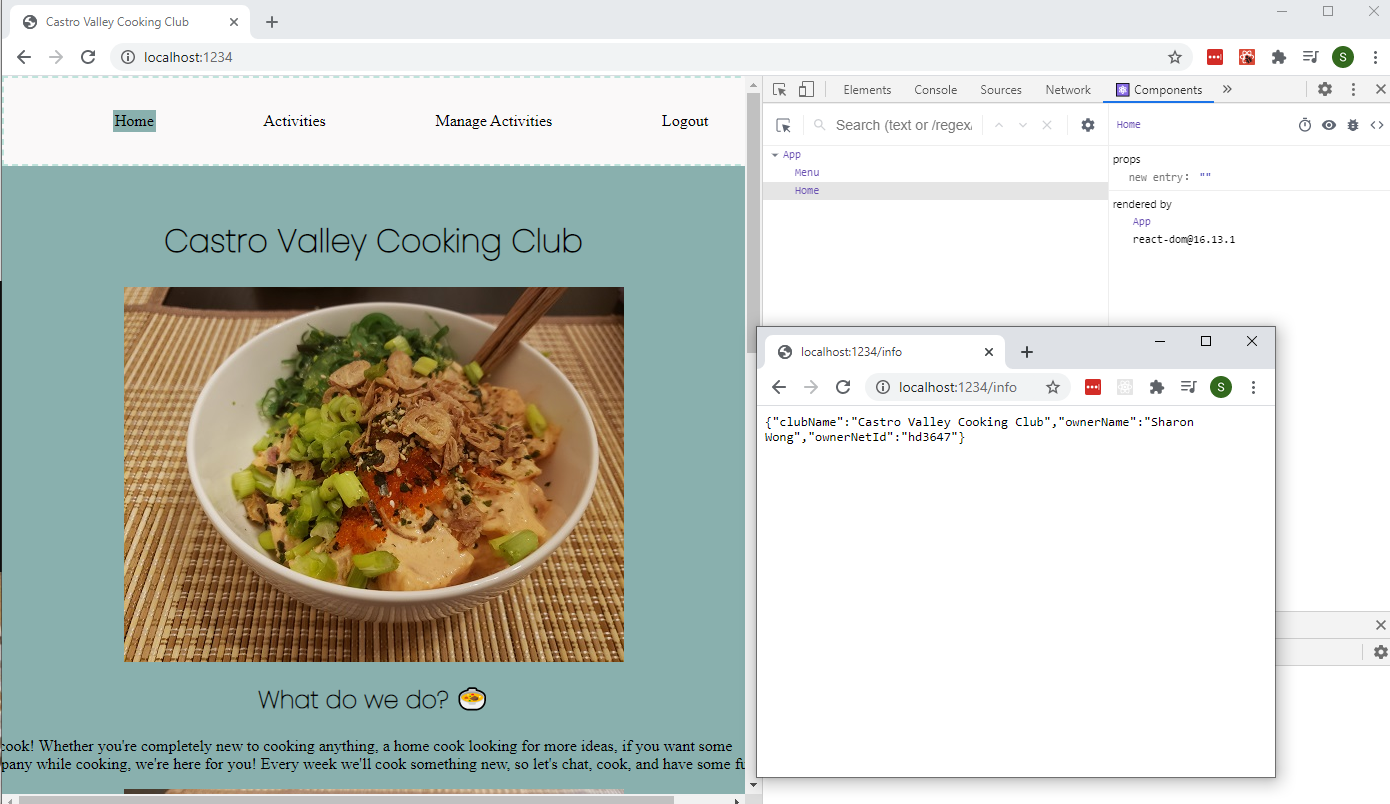 Castro Valley Cooking Club
localhost:1234
S
Home
Activities
Manage Activities
Logout
Castro Valley Cooking Club
What do we do? 🍲
cook! Whether you're completely new to cooking anything, a home cook looking for more ideas, if you want some
pany while cooking, we're here for you! Every week we'll cook something new, so let's chat, cook, and have some fu
Elements Console Sources Network Components »
Search (text or /regex/
App
Menu
Home
Home
props
new entry: ""
rendered by
App
react-dom@16.13.1
localhost:1234/info
localhost:1234/info
S
{"clubName":"Castro Valley Cooking Club","ownerName":"Sharon
Wong","ownerNetId":"hd3647"}